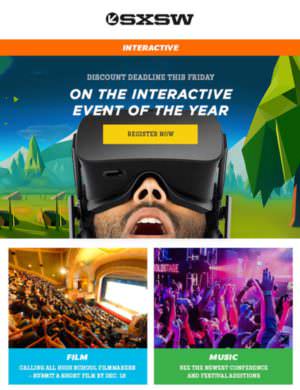 SXSW
INTERACTIVE
DISCOUNT DEADLINE THIS FRIDAY
ON THE INTERACTIVE
EVENT OF THE YEAR
REGISTER NOW
FILM
CALLING ALL HIGH SCHOOL FILMMAKERS
- SUBMIT A SHORT FILM BY DEC. 18
MUSIC
SEE THE NEWEST CONFERENCE
AND FESTIVAL ADDITIONS